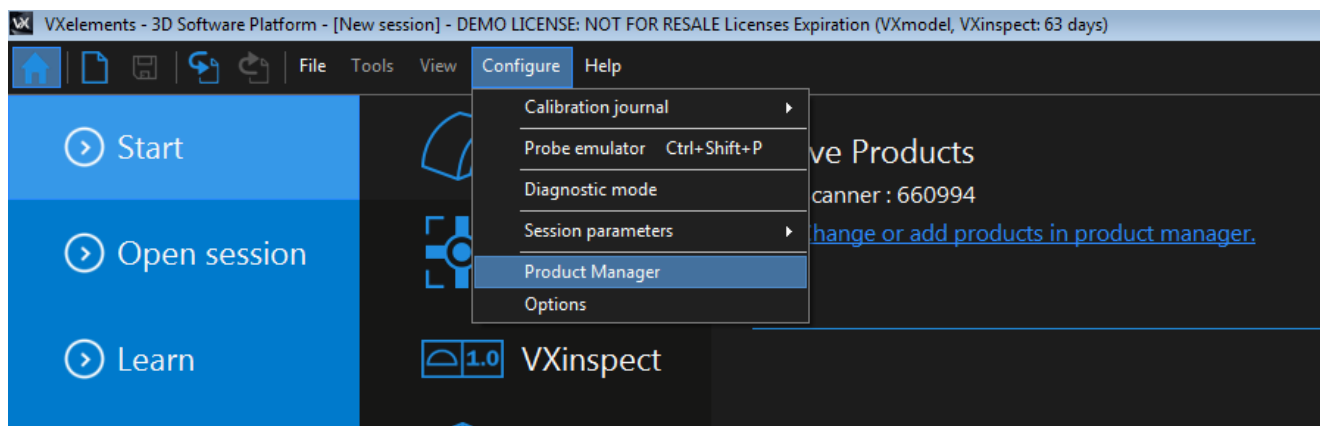 VXelements - 3D Software Platform - [New session] - DEMO LICENSE: NOT FOR RESALE Licenses Expiration (VXmodel, VXinspect: 63 days)
File Tools View Configure Help
Calibration journal
Probe emulator Ctrl+Shift+P
Diagnostic mode
Session parameters
Product Manager
Options
Start
Open session
Learn
1.0 VXinspect
ve Products
canner : 660994
hange or add products in product manager.